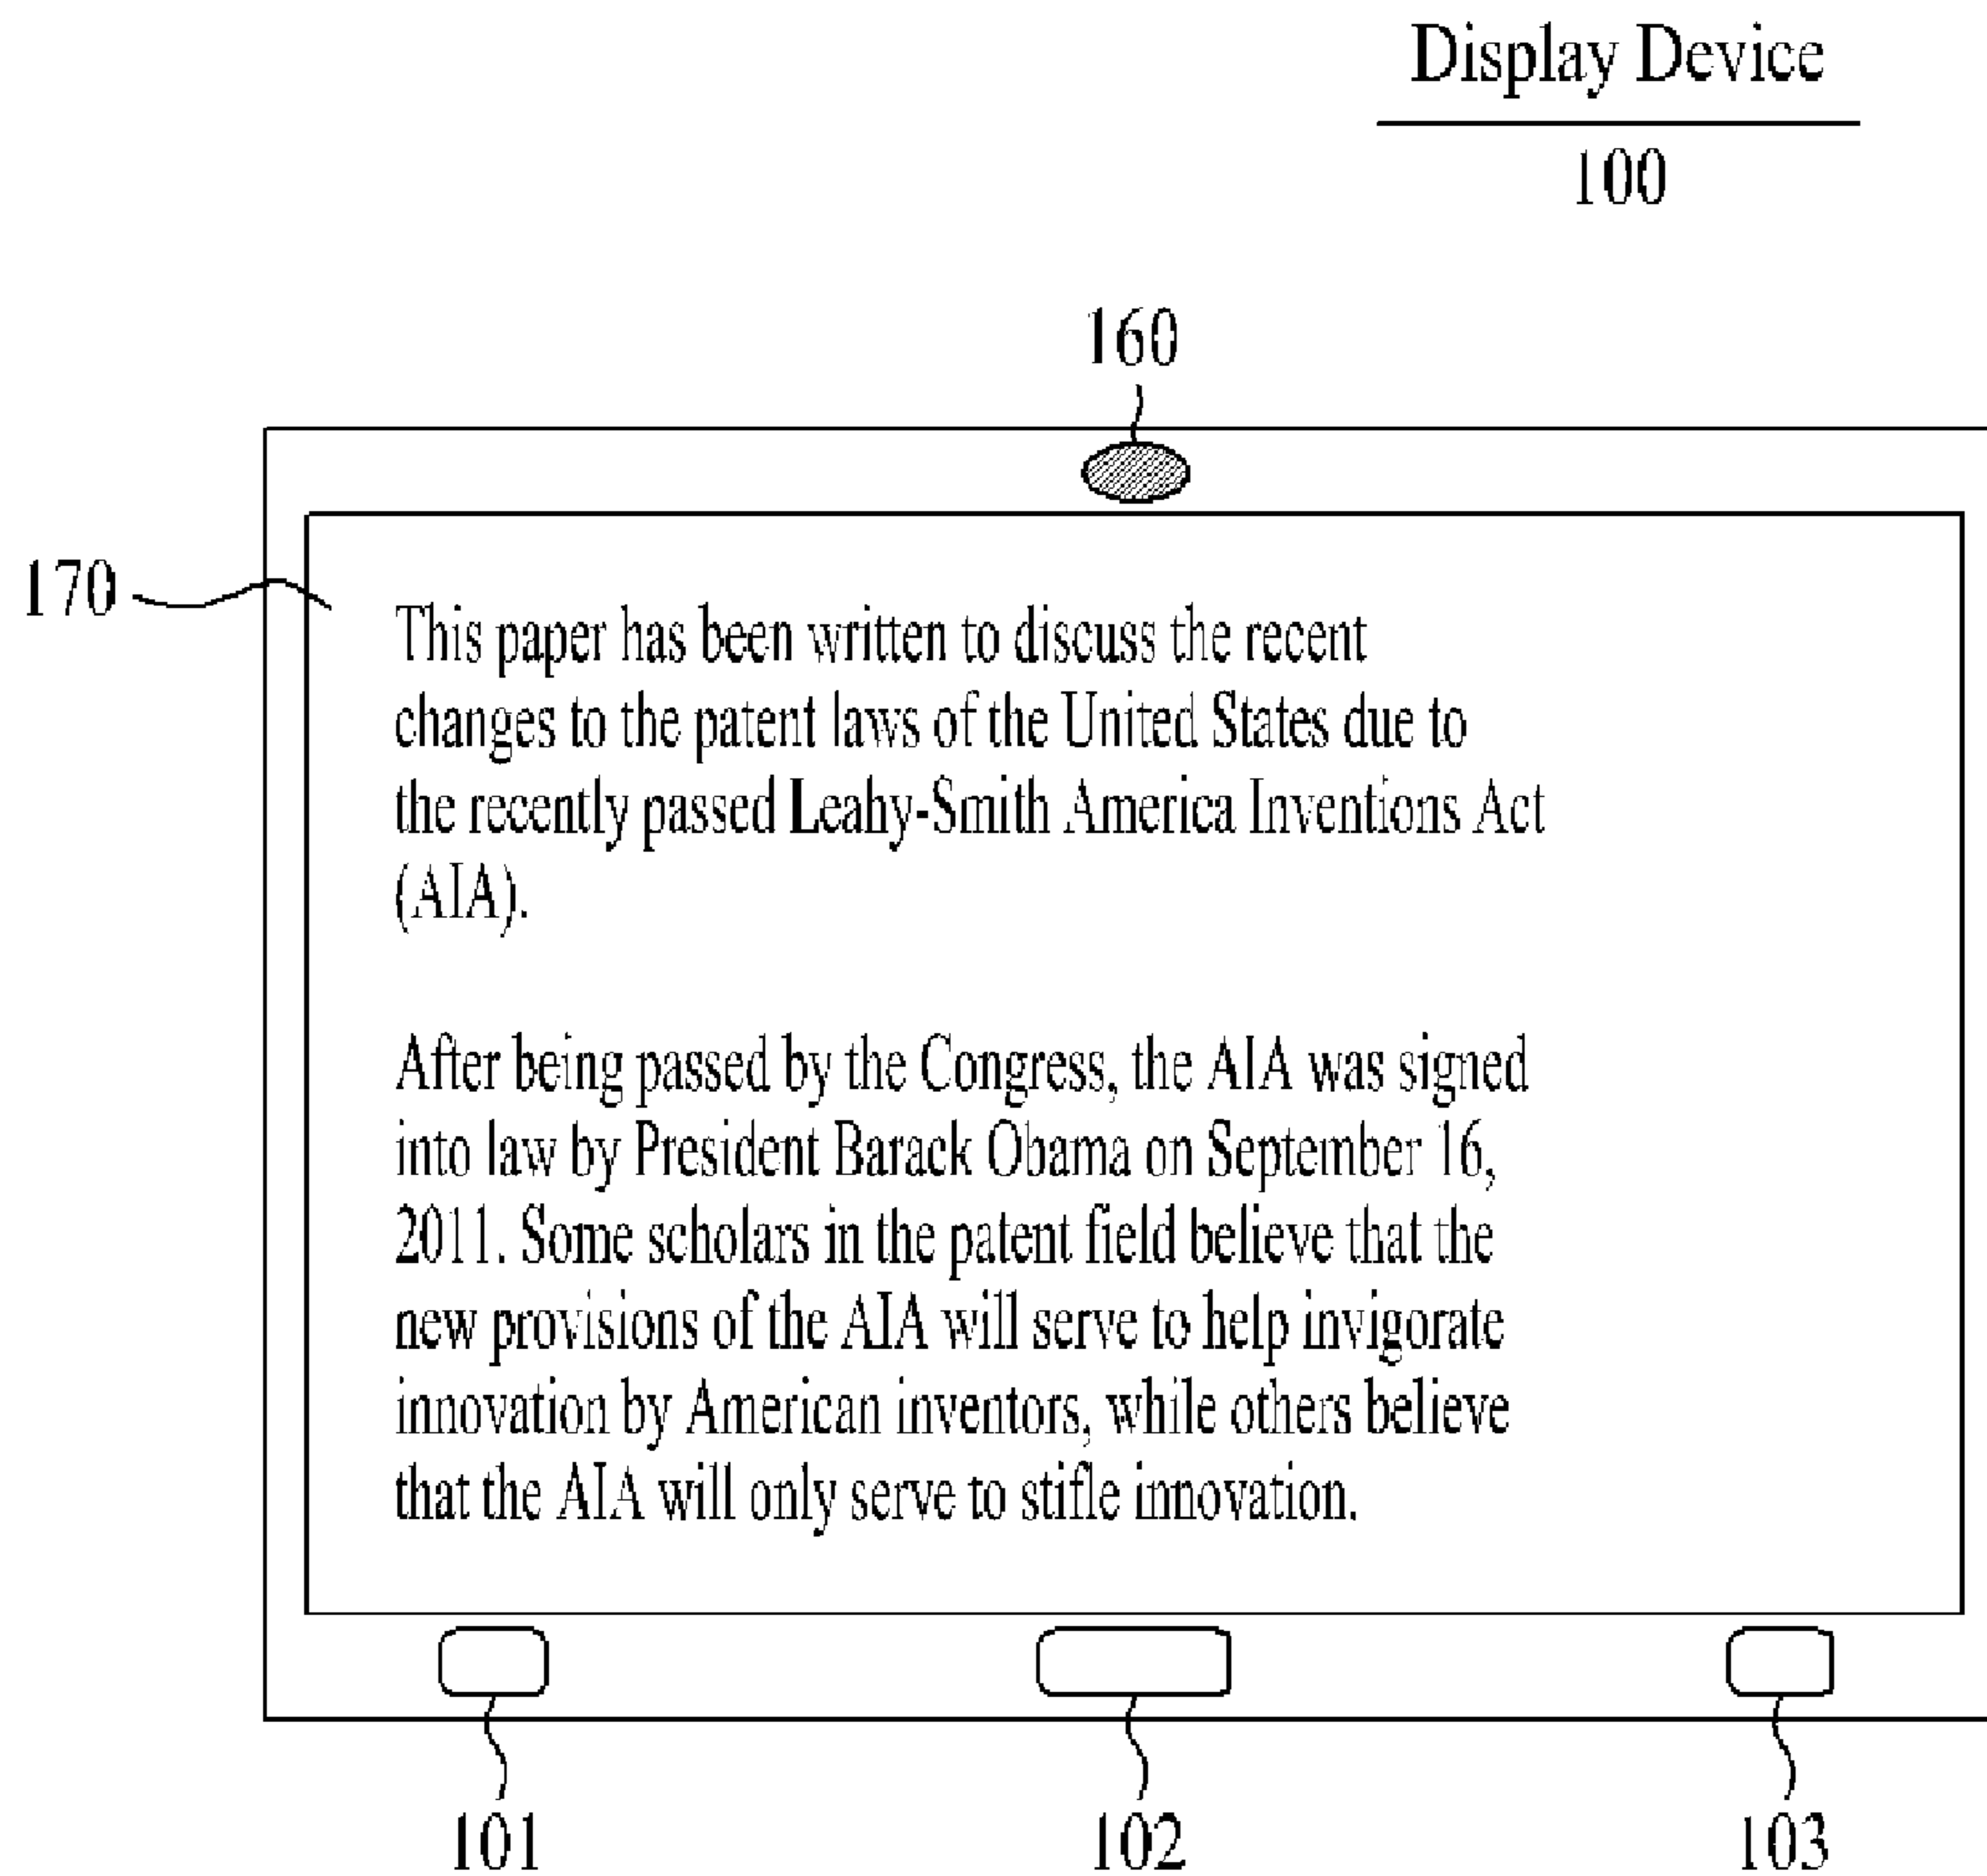 Display Device
100
160
170
This paper has been written to discuss the recent
changes to the patent laws of the United States due to
the recently passed Leahy-Smith America Inventions Act
(AIA).
After being passed by the Congress, the AIA was signed
into law by President Barack Obama on September 16,
2011. Some scholars in the patent field believe that the
new provisions of the AIA will serve to help invigorate
innovation by American inventors, while others believe
that the AIA will only serve to stifle innovation.
101
102
103